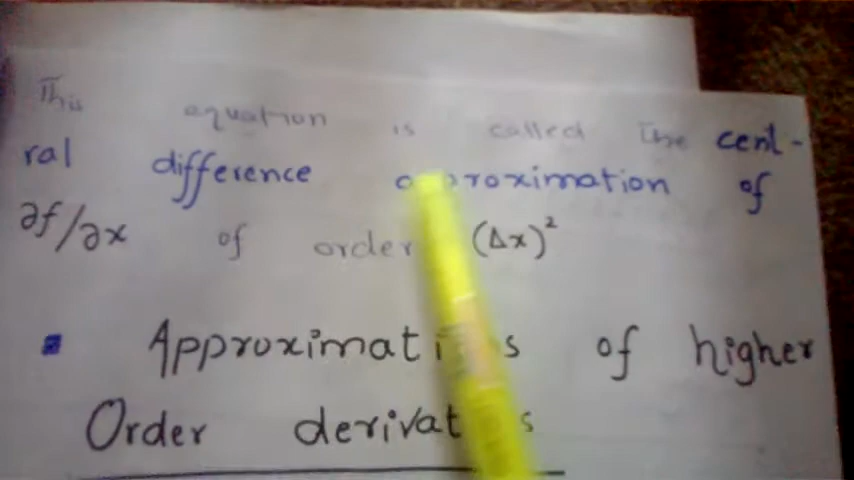 This equation is called the cent-
ral difference approximation of
∂f/∂x of order (Δx)²
▪ Approximations of higher
Order derivatives